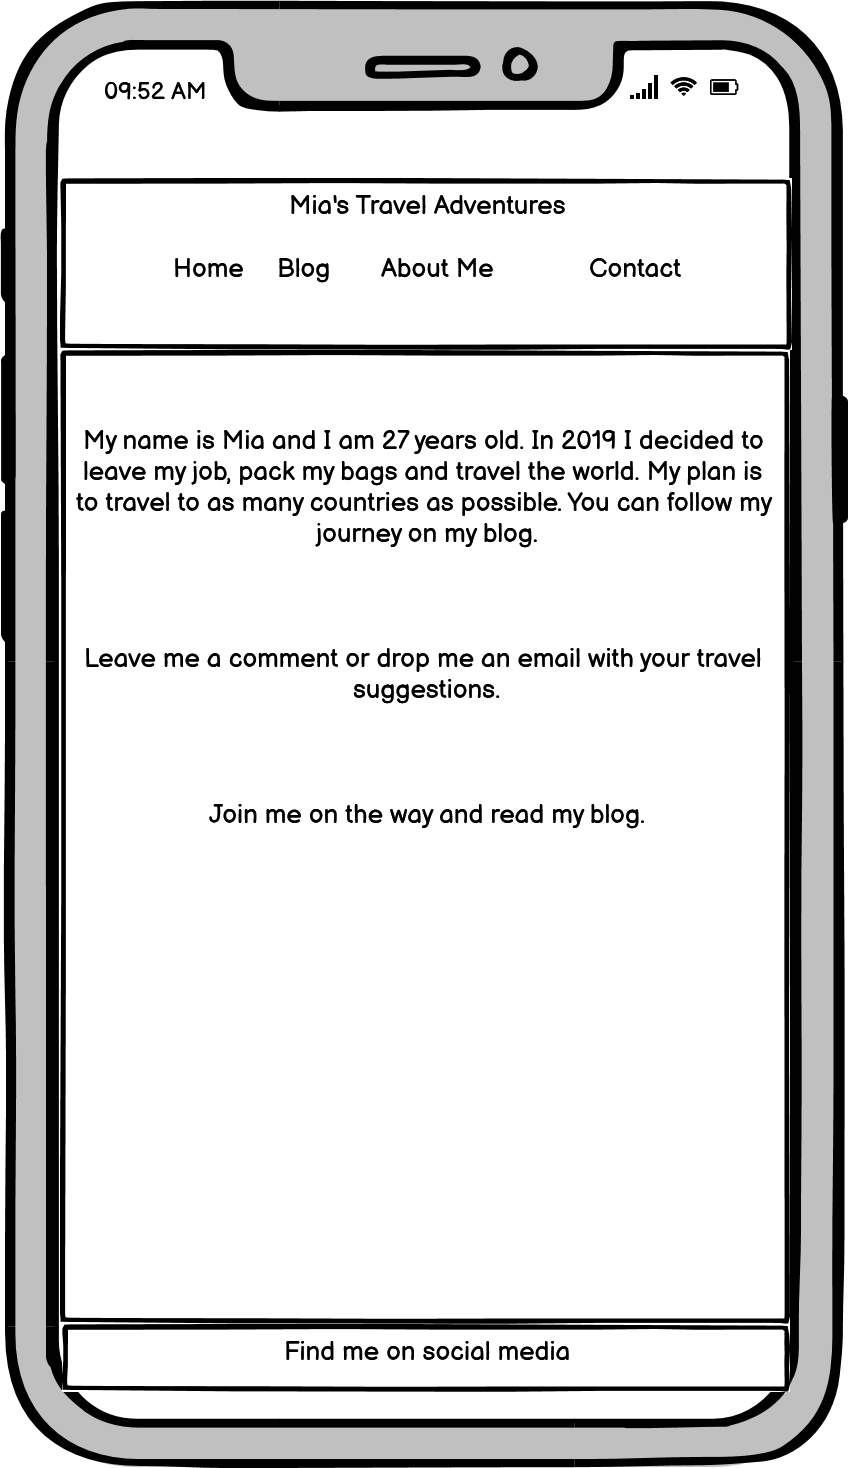 09:52 AM
Mia's Travel Adventures
Home Blog About Me Contact
My name is Mia and I am 27 years old. In 2019 I decided to
leave my job, pack my bags and travel the world. My plan is
to travel to as many countries as possible. You can follow my
journey on my blog.
Leave me a comment or drop me an email with your travel
suggestions.
Join me on the way and read my blog.
Find me on social media